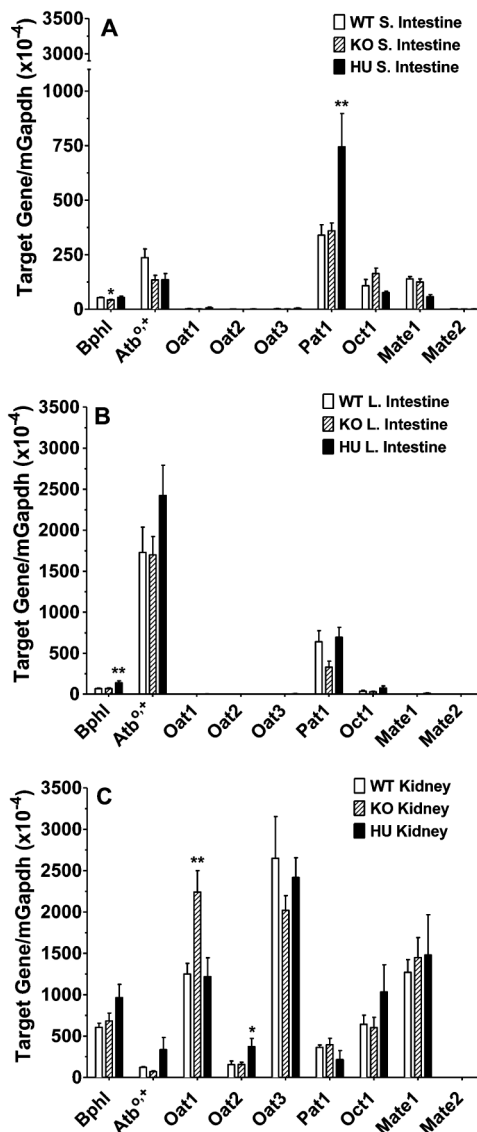 A
WT S. Intestine
KO S. Intestine
HU S. Intestine
Target Gene/mGapdh (x10-4)
3500
3000
1000
750
500
250
0
*
**
Bphl
Atb0,+
Oat1
Oat2
Oat3
Pat1
Oct1
Mate1
Mate2
B
WT L. Intestine
KO L. Intestine
HU L. Intestine
Target Gene/mGapdh (x10-4)
3500
3000
2500
2000
1500
1000
500
0
**
Bphl
Atb0,+
Oat1
Oat2
Oat3
Pat1
Oct1
Mate1
Mate2
C
WT Kidney
KO Kidney
HU Kidney
Target Gene/mGapdh (x10-4)
3500
3000
2500
2000
1500
1000
500
0
**
*
Bphl
Atb0,+
Oat1
Oat2
Oat3
Pat1
Oct1
Mate1
Mate2